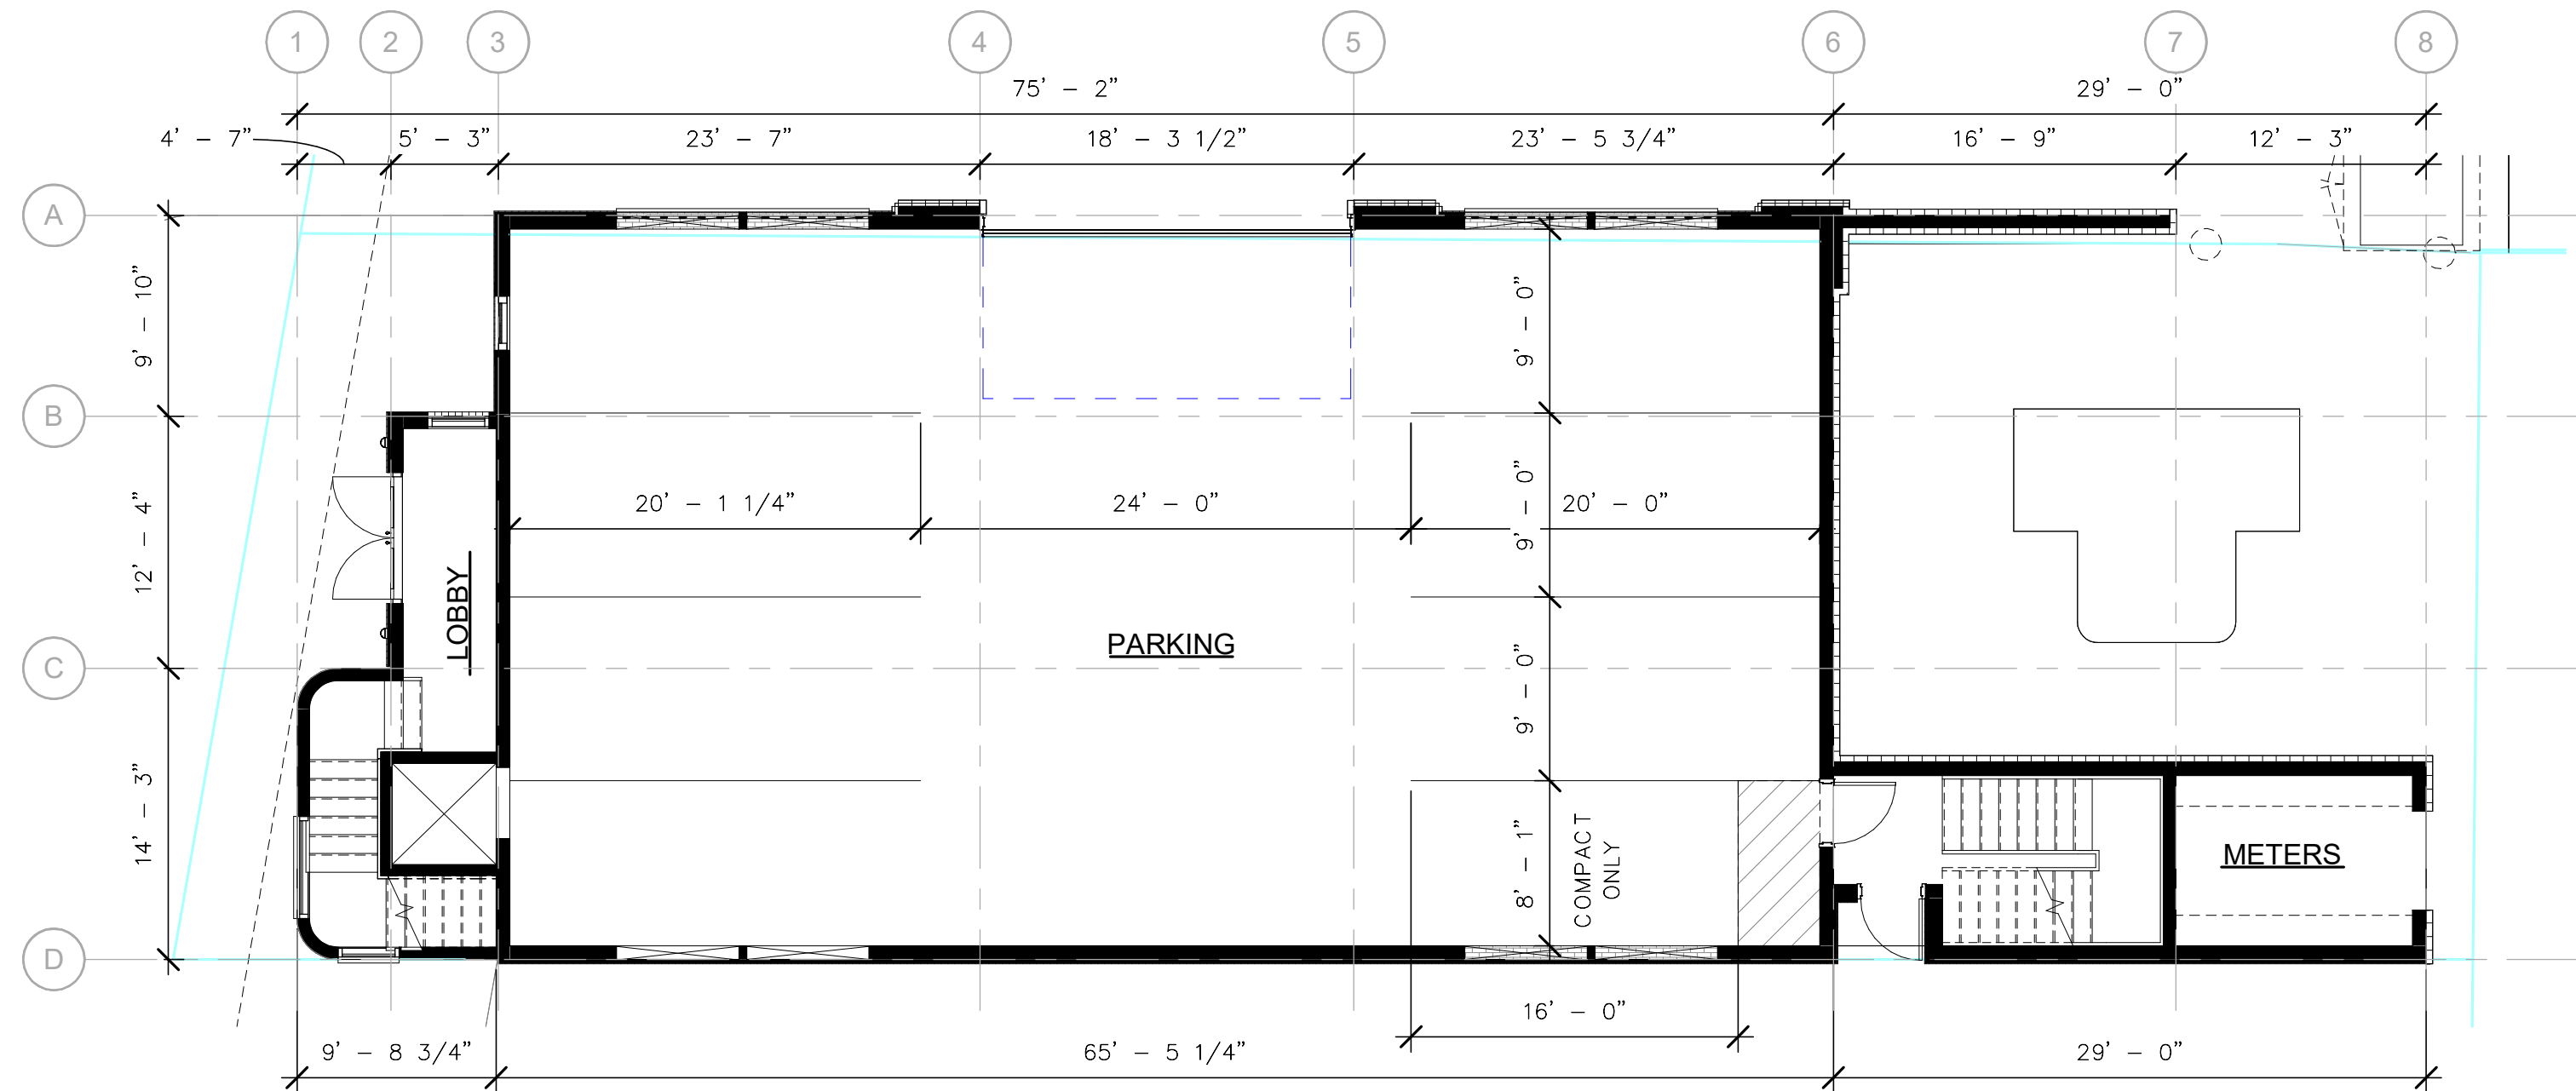 1 2 3 4 5 6 7 8
75’ – 2” 29’ – 0”
4’ – 7” 5’ – 3” 23’ – 7” 18’ – 3 1/2” 23’ – 5 3/4” 16’ – 9” 12’ – 3”
A
9’ – 10”
9’ – 0”
B
12’ – 4”
20’ – 1 1/4” 24’ – 0” 20’ – 0”
9’ – 0”
LOBBY
PARKING
C
9’ – 0”
14’ – 3”
8’ – 1”
COMPACT
ONLY
METERS
D
16’ – 0”
9’ – 8 3/4” 65’ – 5 1/4” 29’ – 0”